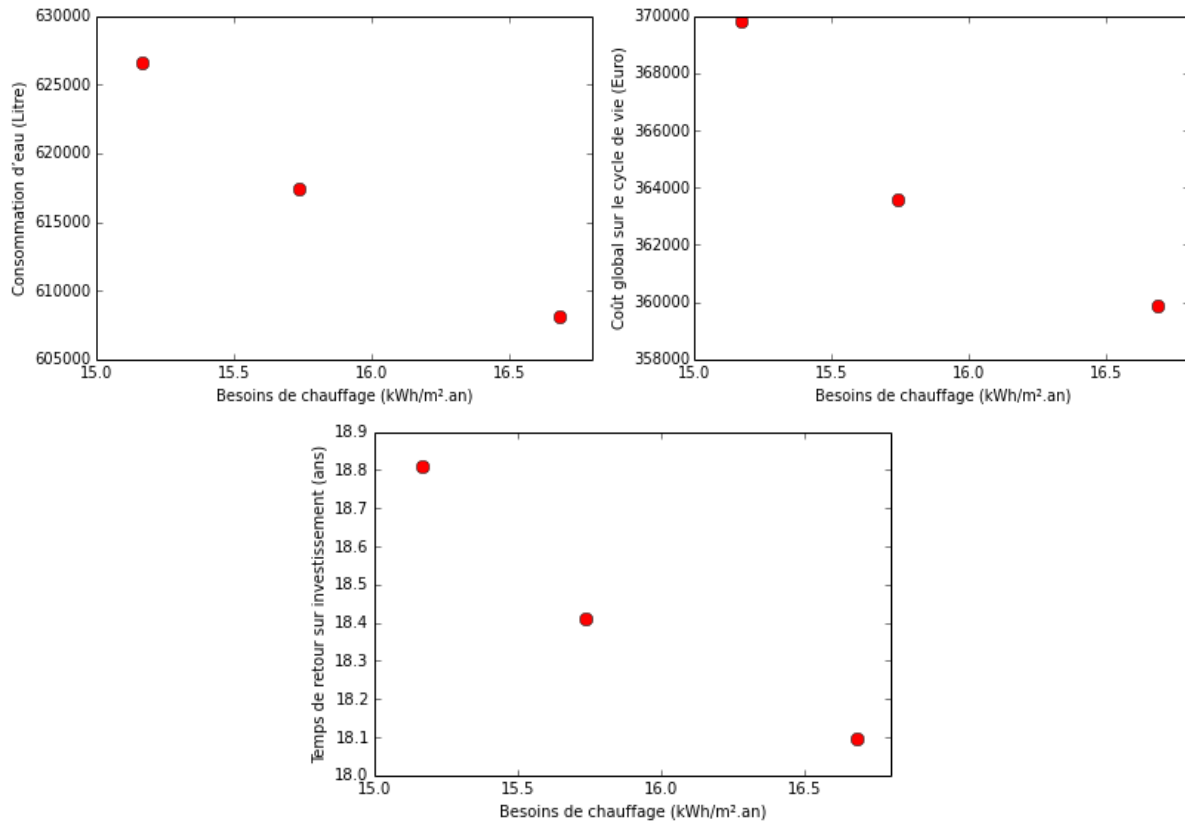 Consommation d'eau (Litre)
630000
625000
620000
615000
610000
605000
15.0 15.5 16.0 16.5
Besoins de chauffage (kWh/m².an)
Coût global sur le cycle de vie (Euro)
370000
368000
366000
364000
362000
360000
358000
15.0 15.5 16.0 16.5
Besoins de chauffage (kWh/m².an)
Temps de retour sur investissement (ans)
18.9
18.8
18.7
18.6
18.5
18.4
18.3
18.2
18.1
18.0
15.0 15.5 16.0 16.5
Besoins de chauffage (kWh/m².an)